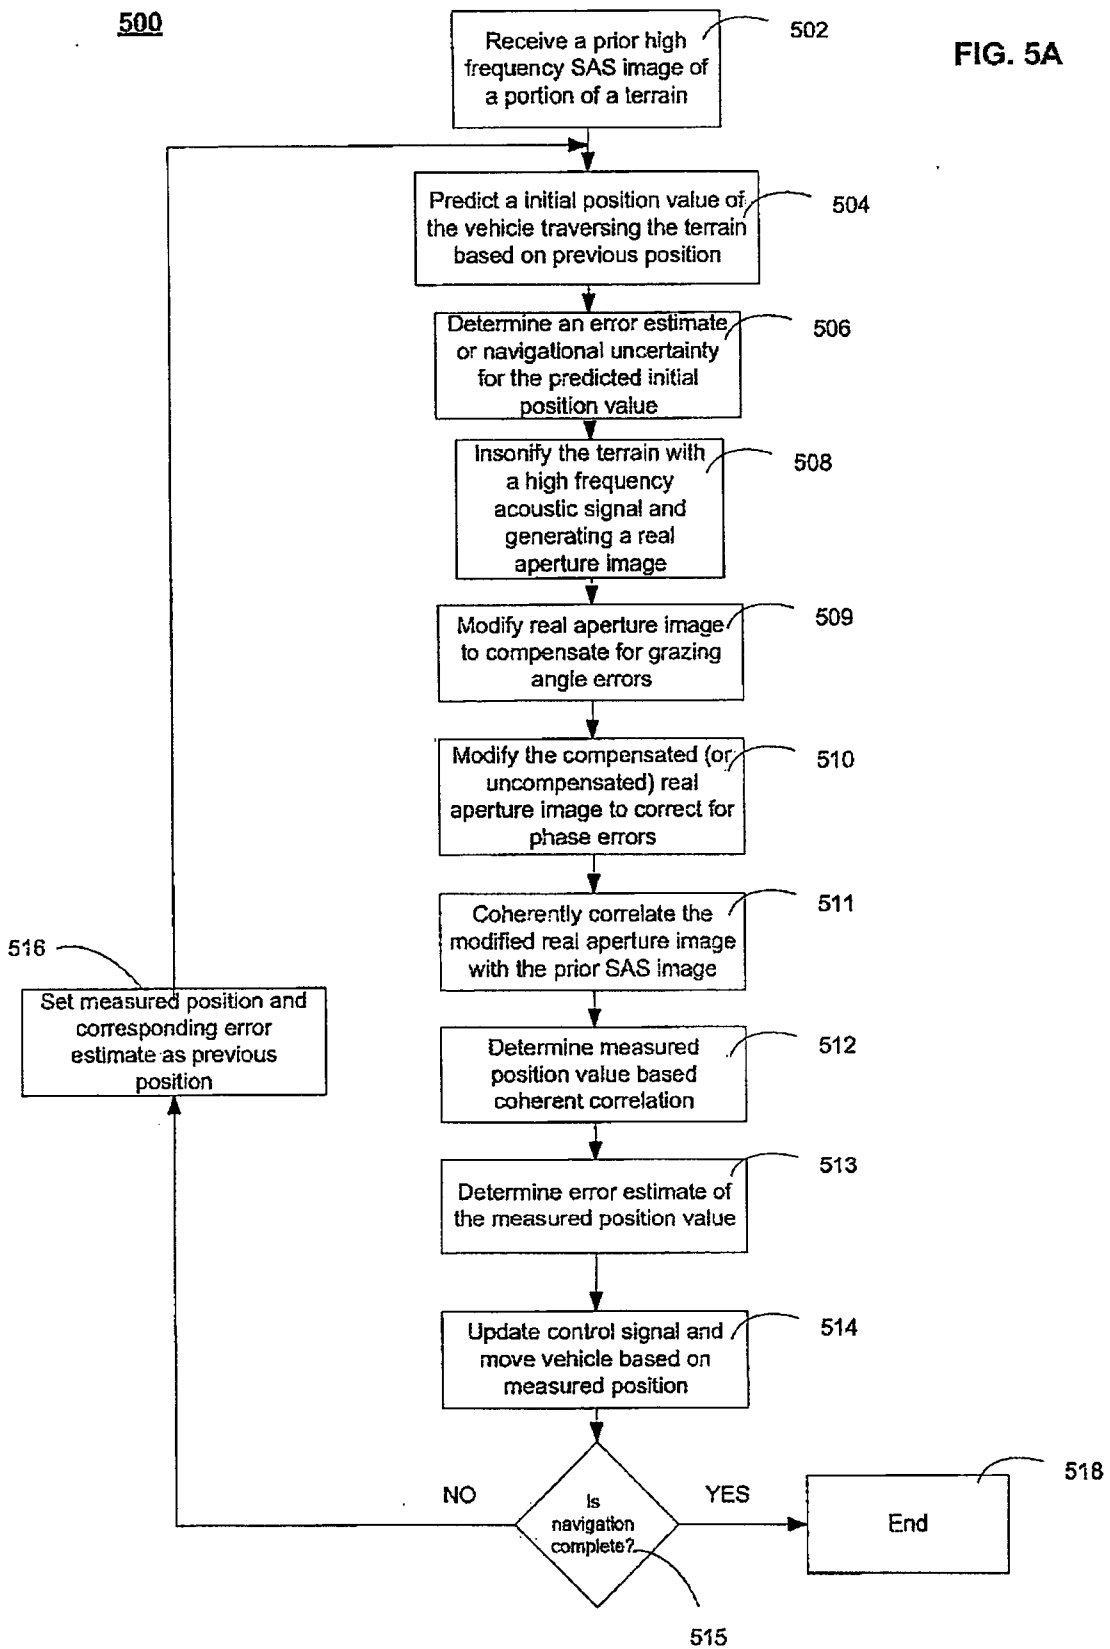 500
FIG. 5A
Receive a prior high
frequency SAS image of
a portion of a terrain
502
Predict a initial position value of
the vehicle traversing the terrain
based on previous position
504
Determine an error estimate
or navigational uncertainty
for the predicted initial
position value
506
Insonify the terrain with
a high frequency
acoustic signal and
generating a real
aperture image
508
Modify real aperture image
to compensate for grazing
angle errors
509
Modify the compensated (or
uncompensated) real
aperture image to correct for
phase errors
510
Coherently correlate the
modified real aperture image
with the prior SAS image
511
516
Set measured position and
corresponding error
estimate as previous
position
Determine measured
position value based
coherent correlation
512
Determine error estimate of
the measured position value
513
Update control signal and
move vehicle based on
measured position
514
NO
Is
navigation
complete?
YES
515
End
518